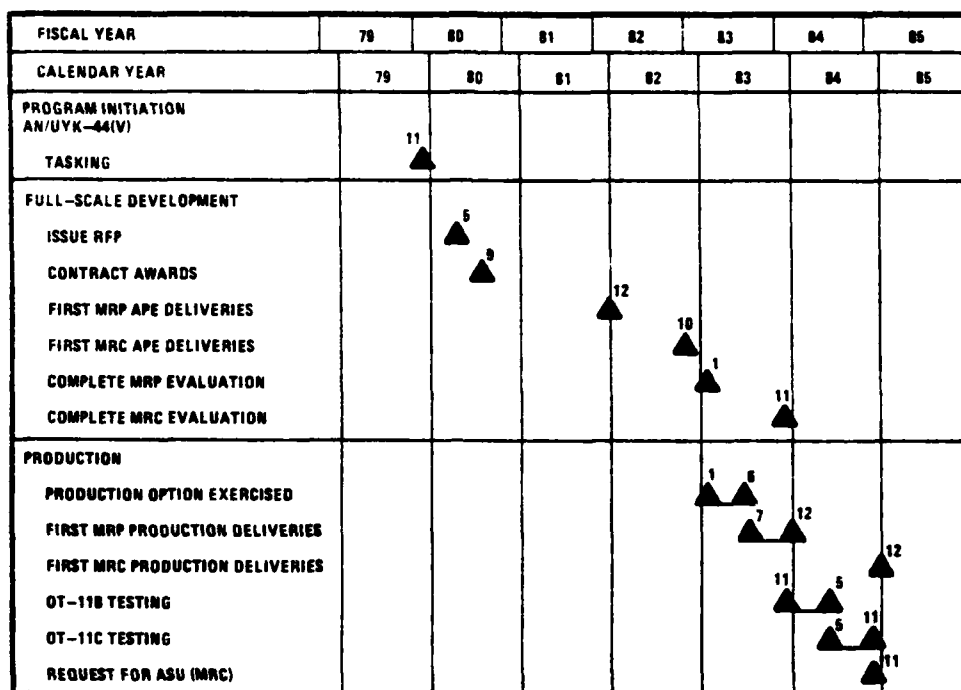 FISCAL YEAR 79 80 81 82 83 84 85
CALENDAR YEAR 79 80 81 82 83 84 85
PROGRAM INITIATION
AN/UYK-44(V)
11
TASKING
FULL-SCALE DEVELOPMENT
5
ISSUE RFP
9
CONTRACT AWARDS
12
FIRST MRP APE DELIVERIES
10
FIRST MRC APE DELIVERIES
1
COMPLETE MRP EVALUATION
11
COMPLETE MRC EVALUATION
PRODUCTION
1 6
PRODUCTION OPTION EXERCISED
7 12
FIRST MRP PRODUCTION DELIVERIES
12
FIRST MRC PRODUCTION DELIVERIES
11 5
OT-11B TESTING
5 11
OT-11C TESTING
11
REQUEST FOR ASU (MRC)